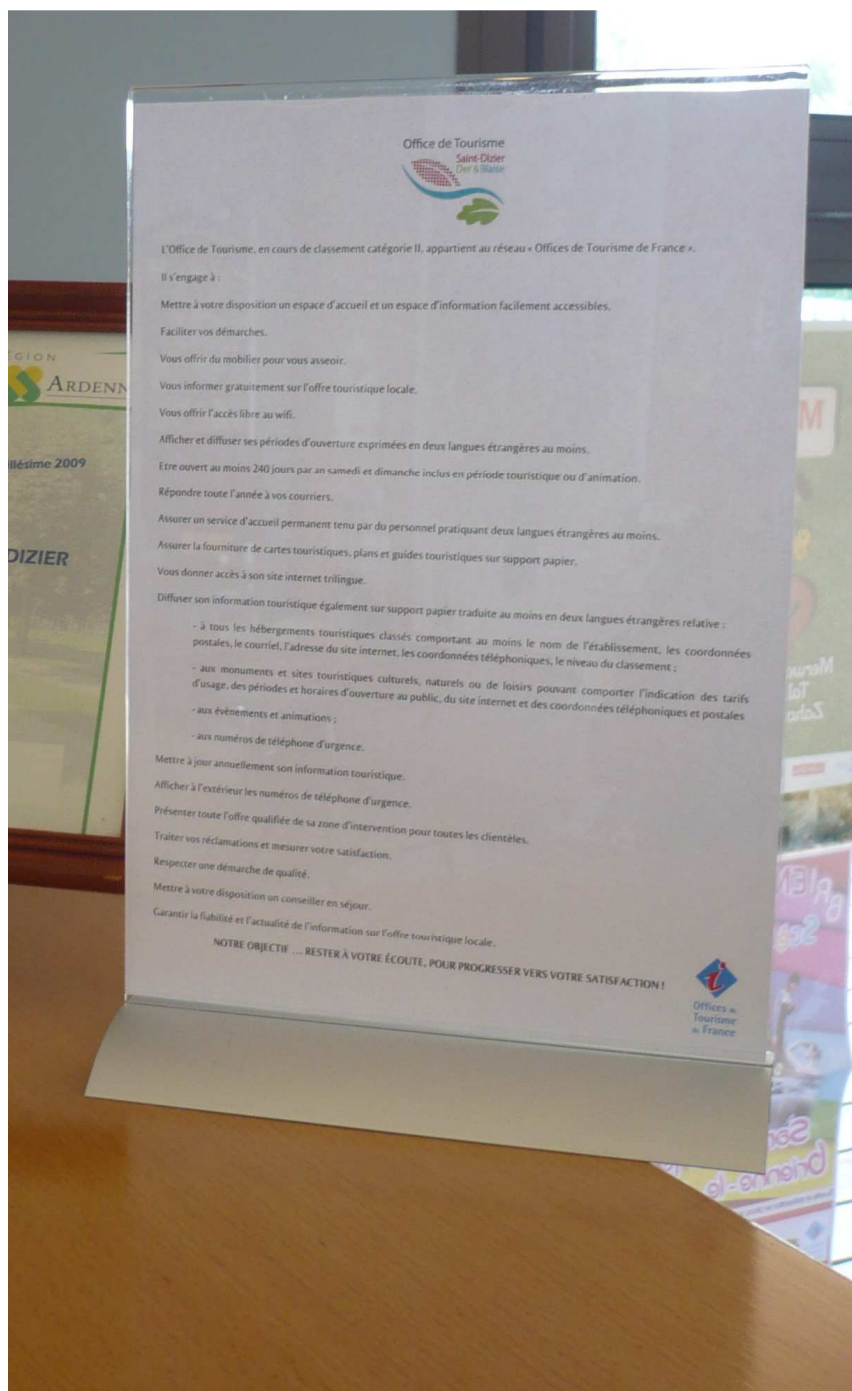 Office de Tourisme
Saint-Dizier
Der & Blaise
L'Office de Tourisme, en cours de classement catégorie II, appartient au réseau « Offices de Tourisme de France ».
Il s'engage à :
Mettre à votre disposition un espace d'accueil et un espace d'information facilement accessibles.
Faciliter vos démarches.
Vous offrir du mobilier pour vous asseoir.
Vous informer gratuitement sur l'offre touristique locale.
Vous offrir l'accès libre au wifi.
Afficher et diffuser ses périodes d'ouverture exprimées en deux langues étrangères au moins.
Etre ouvert au moins 240 jours par an samedi et dimanche inclus en période touristique ou d'animation.
Répondre toute l'année à vos courriers.
Assurer un service d'accueil permanent tenu par du personnel pratiquant deux langues étrangères au moins.
Assurer la fourniture de cartes touristiques, plans et guides touristiques sur support papier.
Vous donner accès à son site internet trilingue.
Diffuser son information touristique également sur support papier traduite au moins en deux langues étrangères relative :
- à tous les hébergements touristiques classés comportant au moins le nom de l'établissement, les coordonnées
postales, le courriel, l'adresse du site internet, les coordonnées téléphoniques, le niveau du classement ;
- aux monuments et sites touristiques culturels, naturels ou de loisirs pouvant comporter l'indication des tarifs
d'usage, des périodes et horaires d'ouverture au public, du site internet et des coordonnées téléphoniques et postales
- aux évènements et animations ;
- aux numéros de téléphone d'urgence.
Mettre à jour annuellement son information touristique.
Afficher à l'extérieur les numéros de téléphone d'urgence.
Présenter toute l'offre qualifiée de sa zone d'intervention pour toutes les clientèles.
Traiter vos réclamations et mesurer votre satisfaction.
Respecter une démarche de qualité.
Mettre à votre disposition un conseiller en séjour.
Garantir la fiabilité et l'actualité de l'information sur l'offre touristique locale.
NOTRE OBJECTIF ... RESTER À VOTRE ÉCOUTE, POUR PROGRESSER VERS VOTRE SATISFACTION !
Offices de
Tourisme
de France
EGION
ARDENN
llésime 2009
DIZIER